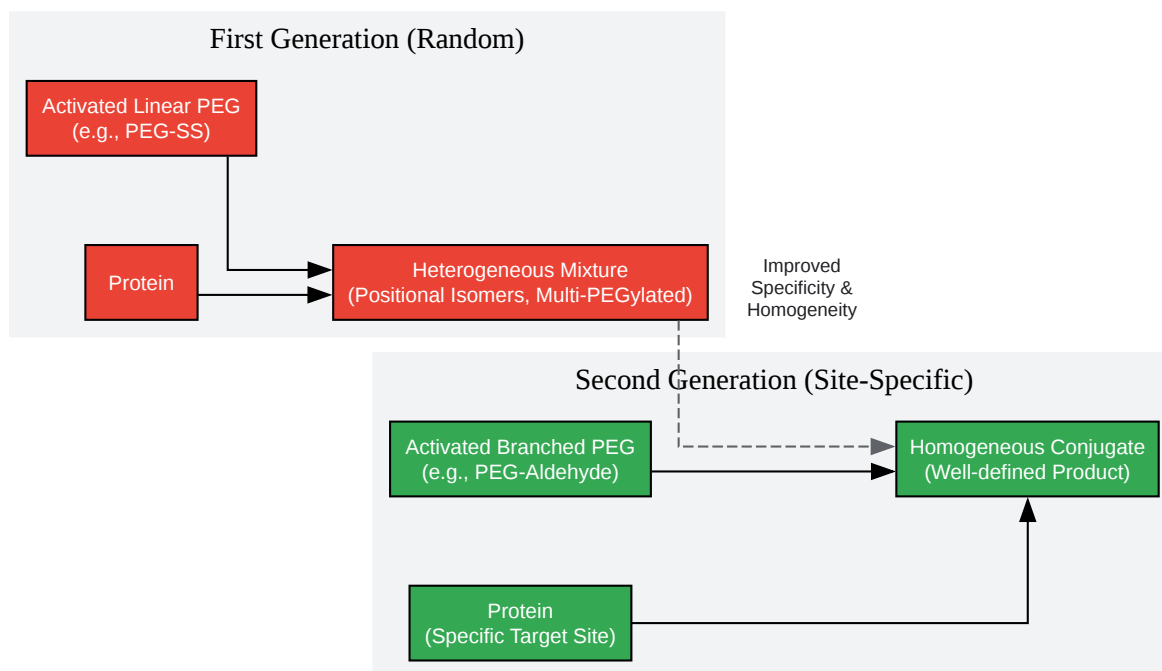 First Generation (Random)
Activated Linear PEG
(e.g., PEG-SS)
Protein
Heterogeneous Mixture
(Positional Isomers, Multi-PEGylated)
Improved
Specificity &
Homogeneity
Second Generation (Site-Specific)
Activated Branched PEG
(e.g., PEG-Aldehyde)
Homogeneous Conjugate
(Well-defined Product)
Protein
(Specific Target Site)